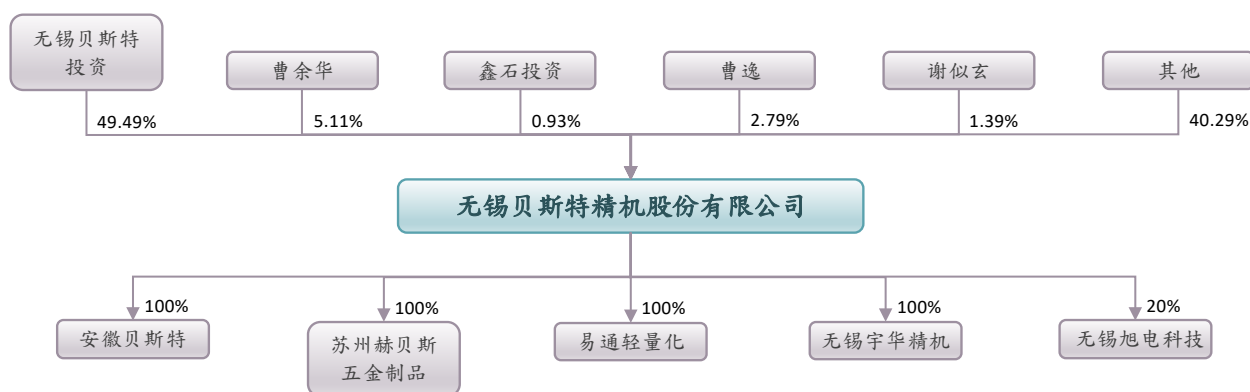 无锡贝斯特
投资
曹余华
鑫石投资
曹逸
谢似玄
其他
49.49%
5.11%
0.93%
2.79%
1.39%
40.29%
无锡贝斯特精机股份有限公司
100%
100%
100%
100%
20%
安徽贝斯特
苏州赫贝斯
五金制品
易通轻量化
无锡宇华精机
无锡旭电科技